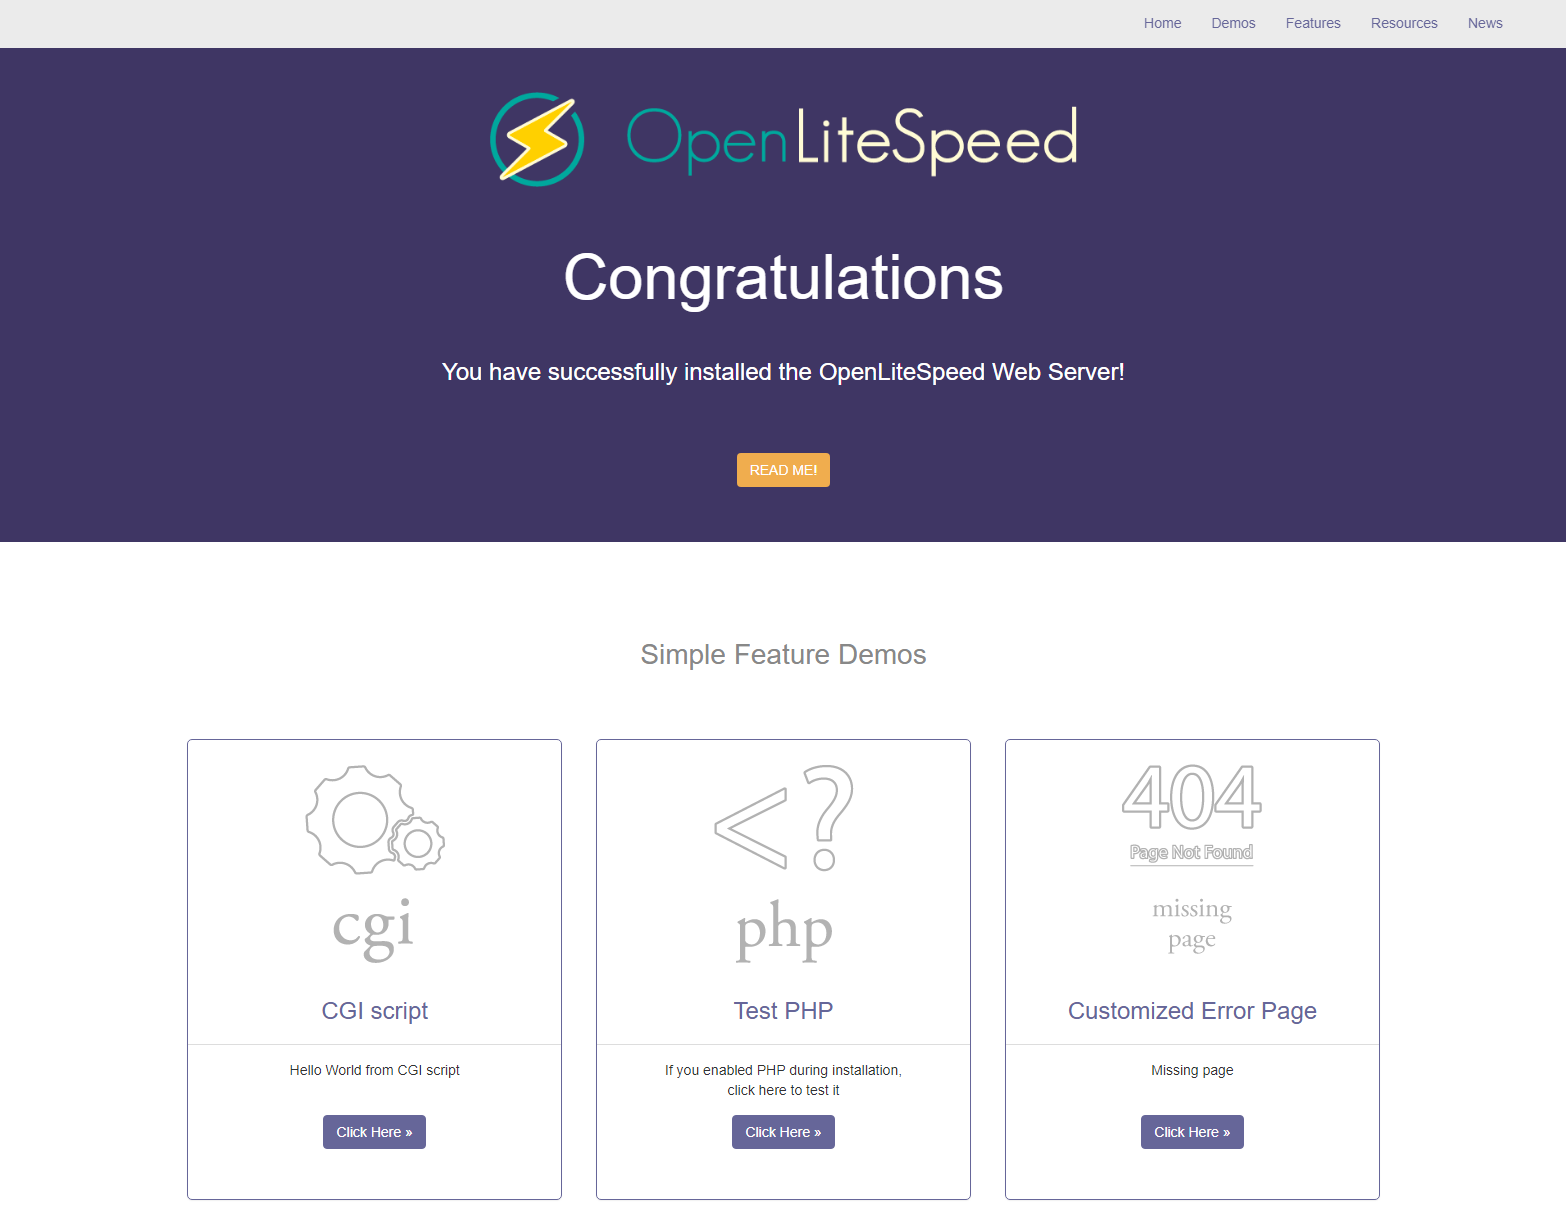 Home Demos Features Resources News
OpenLiteSpeed
Congratulations
You have successfully installed the OpenLiteSpeed Web Server!
READ ME!
Simple Feature Demos
cgi
CGI script
Hello World from CGI script
Click Here »
<?
php
Test PHP
If you enabled PHP during installation,
click here to test it
Click Here »
404
Page Not Found
missing
page
Customized Error Page
Missing page
Click Here »